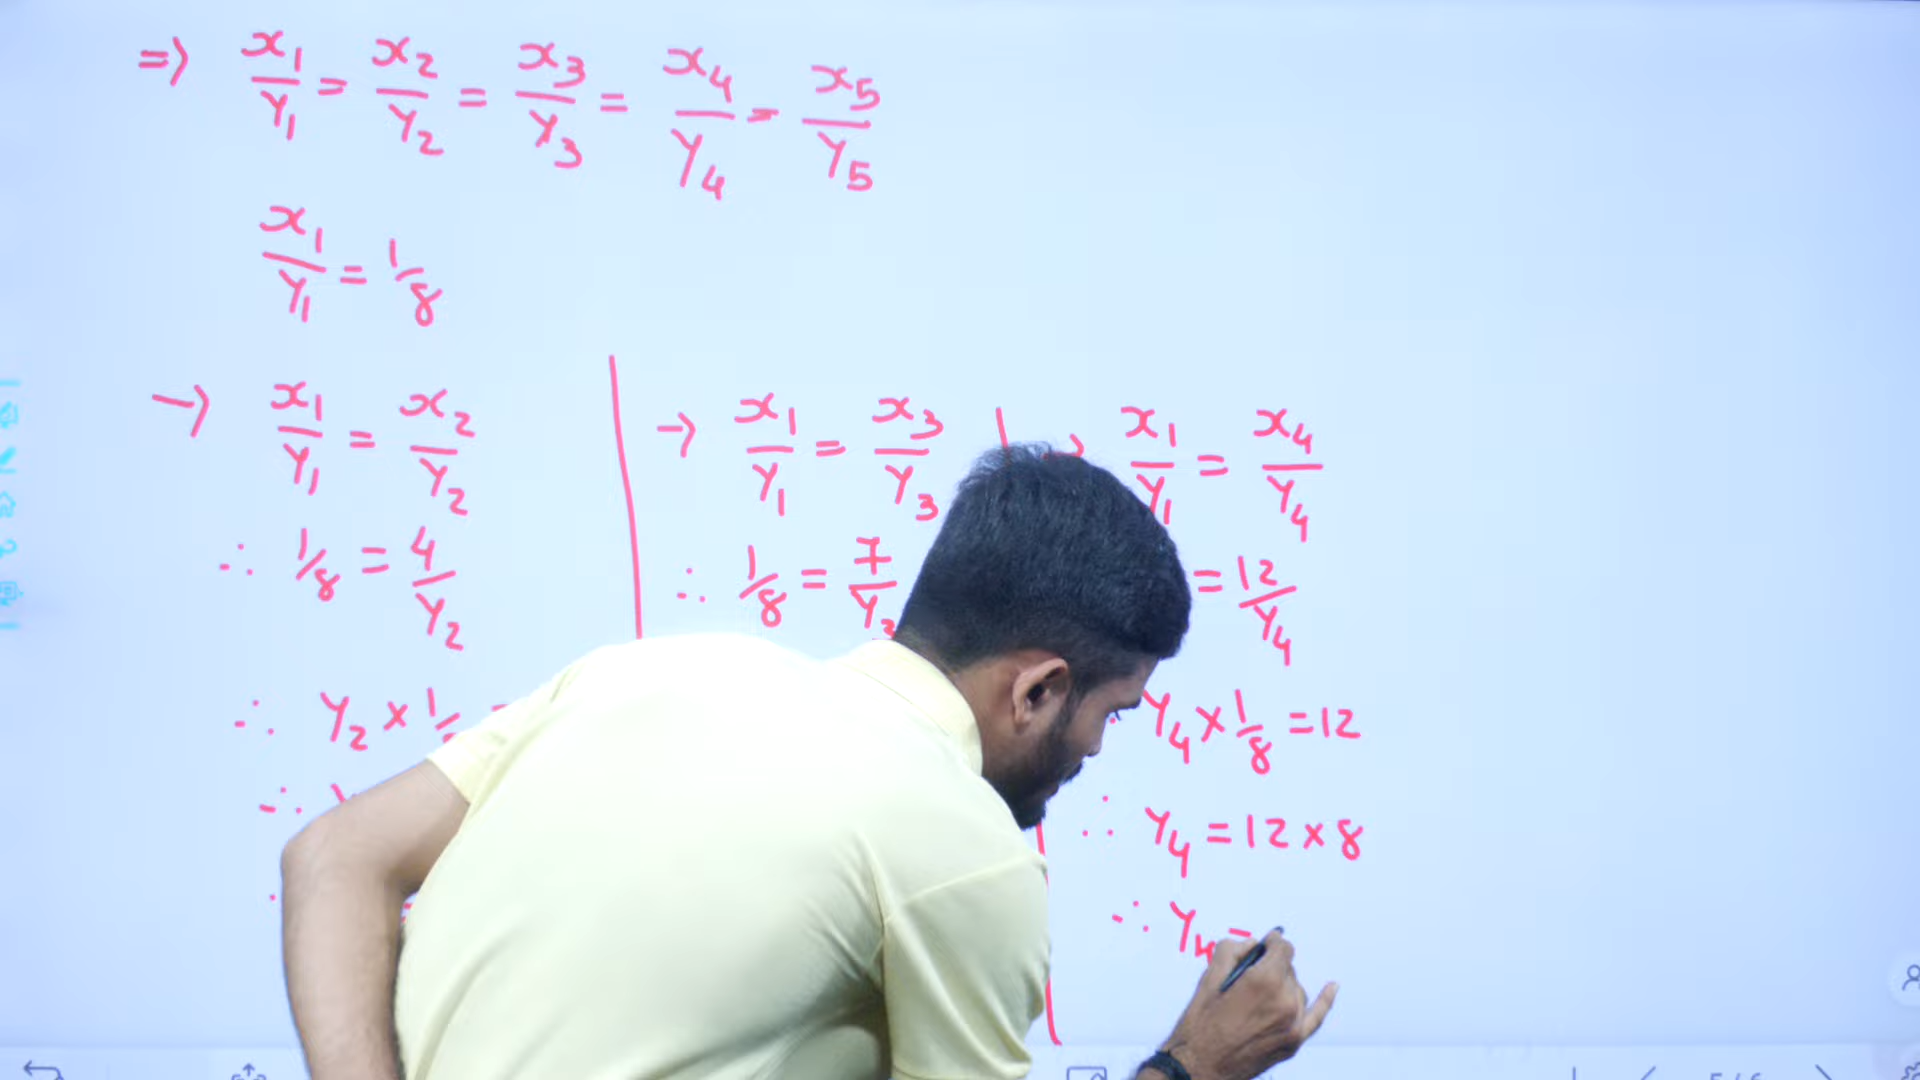 => x1/Y1 = x2/Y2 = x3/Y3 = x4/Y4 = x5/Y5
x1/Y1 = 1/8
→ x1/Y1 = x2/Y2
∴ 1/8 = 4/Y2
∴ Y2 × 1/
∴
→ x1/Y1 = x3/Y3
∴ 1/8 = 7/Y3
→ x1/Y1 = x4/Y4
= 12/Y4
Y4 × 1/8 = 12
∴ Y4 = 12 × 8
∴ Y4 =